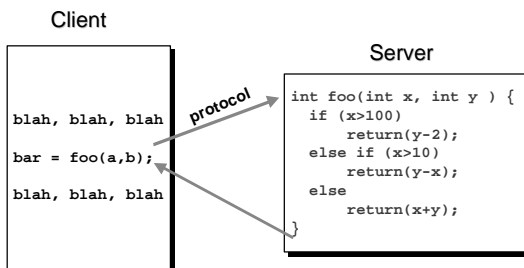 Client
blah, blah, blah
bar = foo(a,b);
blah, blah, blah
protocol
Server
int foo(int x, int y ) {
if (x>100)
return(y-2);
else if (x>10)
return(y-x);
else
return(x+y);
}